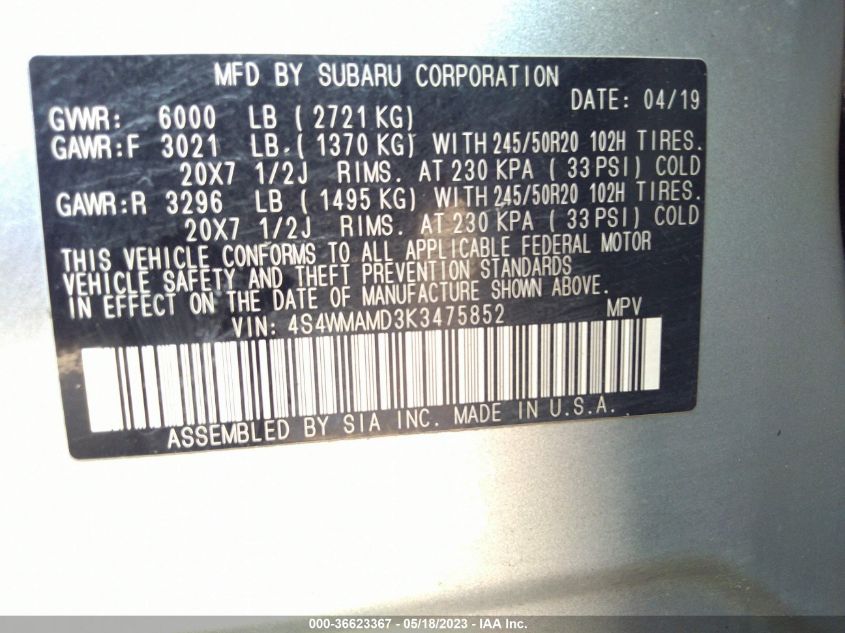 MFD BY SUBARU CORPORATION
DATE: 04/19
GVWR: 6000 LB ( 2721 KG)
GAWR:F 3021 LB ( 1370 KG) WITH 245/50R20 102H TIRES.
20X7 1/2J RIMS. AT 230 KPA ( 33 PSI) COLD
GAWR:R 3296 LB ( 1495 KG) WITH 245/50R20 102H TIRES.
20X7 1/2J RIMS. AT 230 KPA ( 33 PSI) COLD
THIS VEHICLE CONFORMS TO ALL APPLICABLE FEDERAL MOTOR
VEHICLE SAFETY AND THEFT PREVENTION STANDARDS
IN EFFECT ON THE DATE OF MANUFACTURE SHOWN ABOVE.
VIN: 4S4WMAMD3K3475852 MPV
ASSEMBLED BY SIA INC. MADE IN U.S.A.
000-36623367 - 05/18/2023 - IAA Inc.